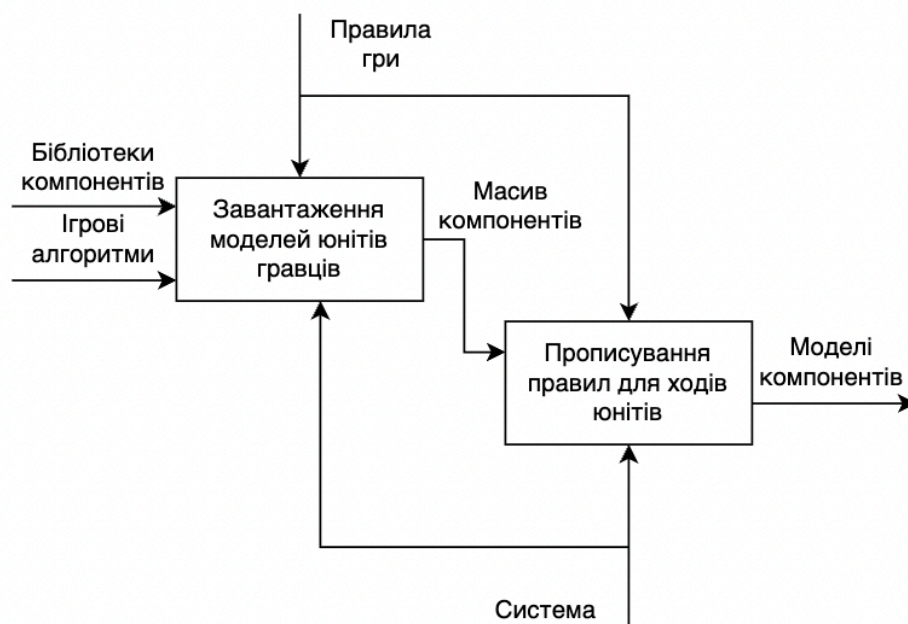 Правила
гри
Бібліотеки
компонентів
Ігрові
алгоритми
Завантаження
моделей юнітів
гравців
Масив
компонентів
Прописування
правил для ходів
юнітів
Моделі
компонентів
Система